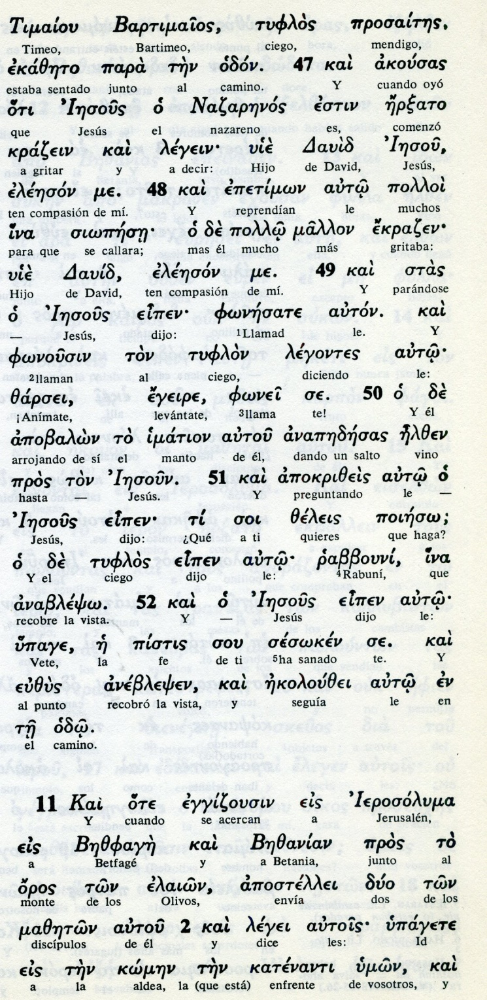 Τιμαίου Βαρτιμαῖος, τυφλὸς προσαίτης,
Timeo, Bartimeo, ciego, mendigo,
ἐκάθητο παρὰ τὴν ὁδόν. 47 καὶ ἀκούσας
estaba sentado junto al camino. Y cuando oyó
ὅτι Ἰησοῦς ὁ Ναζαρηνός ἐστιν ἤρξατο
que Jesús el nazareno es, comenzó
κράζειν καὶ λέγειν· υἱὲ Δαυὶδ Ἰησοῦ,
a gritar y a decir: Hijo de David, Jesús,
ἐλέησόν με. 48 καὶ ἐπετίμων αὐτῷ πολλοὶ
ten compasión de mí. Y reprendían le muchos
ἵνα σιωπήσῃ· ὁ δὲ πολλῷ μᾶλλον ἔκραζεν·
para que se callara; mas él mucho más gritaba:
υἱὲ Δαυίδ, ἐλέησόν με. 49 καὶ στὰς
Hijo de David, ten compasión de mí. Y parándose
ὁ Ἰησοῦς εἶπεν· φωνήσατε αὐτόν. καὶ
— Jesús, dijo: ¹Llamad le. Y
φωνοῦσιν τὸν τυφλὸν λέγοντες αὐτῷ·
²llaman al ciego, diciendo le:
θάρσει, ἔγειρε, φωνεῖ σε. 50 ὁ δὲ
¡Anímate, levántate, ³llama te! Y él
ἀποβαλὼν τὸ ἱμάτιον αὐτοῦ ἀναπηδήσας ἦλθεν
arrojando de sí el manto de él, dando un salto vino
πρὸς τὸν Ἰησοῦν. 51 καὶ ἀποκριθεὶς αὐτῷ ὁ
hasta — Jesús. Y preguntando le —
Ἰησοῦς εἶπεν· τί σοι θέλεις ποιήσω;
Jesús, dijo: ¿Qué a ti quieres que haga?
ὁ δὲ τυφλὸς εἶπεν αὐτῷ· ῥαββουνί, ἵνα
Y el ciego dijo le: ⁴Rabuní, que
ἀναβλέψω. 52 καὶ ὁ Ἰησοῦς εἶπεν αὐτῷ·
recobre la vista. Y — Jesús dijo le:
ὕπαγε, ἡ πίστις σου σέσωκέν σε. καὶ
Vete, la fe de ti ⁵ha sanado te. Y
εὐθὺς ἀνέβλεψεν, καὶ ἠκολούθει αὐτῷ ἐν
al punto recobró la vista, y seguía le en
τῇ ὁδῷ.
el camino.
11 Καὶ ὅτε ἐγγίζουσιν εἰς Ἱεροσόλυμα
Y cuando se acercan a Jerusalén,
εἰς Βηθφαγὴ καὶ Βηθανίαν πρὸς τὸ
a Betfagé y a Betania, junto al
ὄρος τῶν ἐλαιῶν, ἀποστέλλει δύο τῶν
monte de los Olivos, envía dos de los
μαθητῶν αὐτοῦ 2 καὶ λέγει αὐτοῖς· ὑπάγετε
discípulos de él y dice les: Id
εἰς τὴν κώμην τὴν κατέναντι ὑμῶν, καὶ
a la aldea, la (que está) enfrente de vosotros, y